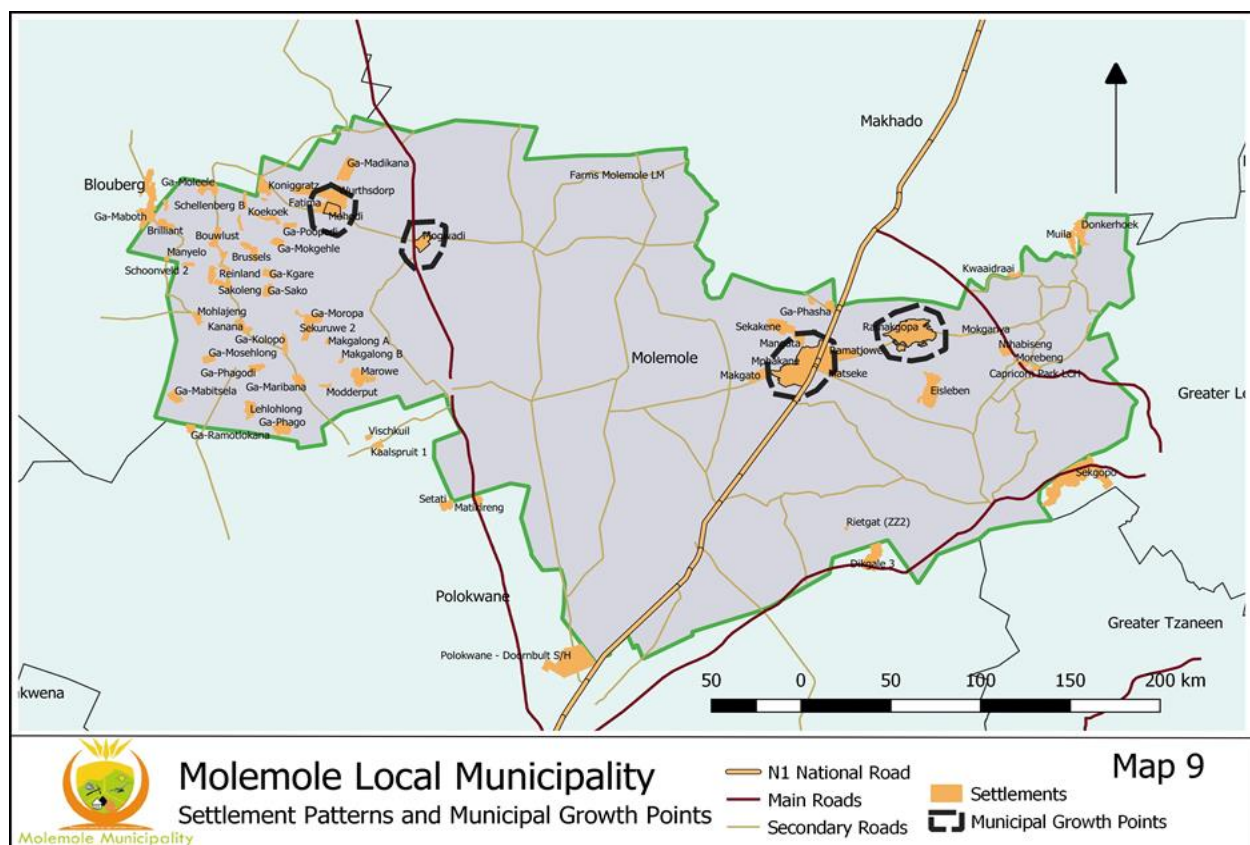 Makhado
Ga-Madikana
Farms Molemole LM
Blouberg
Ga-Moleele
Koniggratz
Wurthsdorp
Schellenberg B
Fatima
Koekoek
Mohodi
Ga-Maboth
Brilliant
Ga-Poopedi
Mogwadi
Donkerhoek
Muila
Bouwlust
Ga-Mokgehle
Manyelo
Brussels
Schoonveld 2
Reinland
Ga-Kgare
Kwaaidraai
Sakoleng
Ga-Sako
Mohlajeng
Ga-Moropa
Ga-Phasha
Kanana
Sekuruwe 2
Sekakene
Ramakgopa
Mokganya
Ga-Kolopo
Makgalong A
Mangata
Nthabiseng
Ga-Mosehlong
Makgalong B
Molemole
Mphakane
Ramatjowe
Morebeng
Ga-Phagodi
Marowe
Makgato
Matseke
Capricorn Park LCH
Ga-Mabitsela
Ga-Maribana
Modderput
Eisleben
Greater Le
Lehlohlong
Ga-Phago
Ga-Ramotlokana
Vischkuil
Kaalspruit 1
Sekgopo
Setati
Matikireng
Rietgat (ZZ2)
Dikgale 3
Polokwane
Greater Tzaneen
Polokwane - Doornbult S/H
akwena
50 0 50 100 150 200 km
Molemole Local Municipality
Settlement Patterns and Municipal Growth Points
Molemole Municipality
N1 National Road
Main Roads
Secondary Roads
Settlements
Municipal Growth Points
Map 9